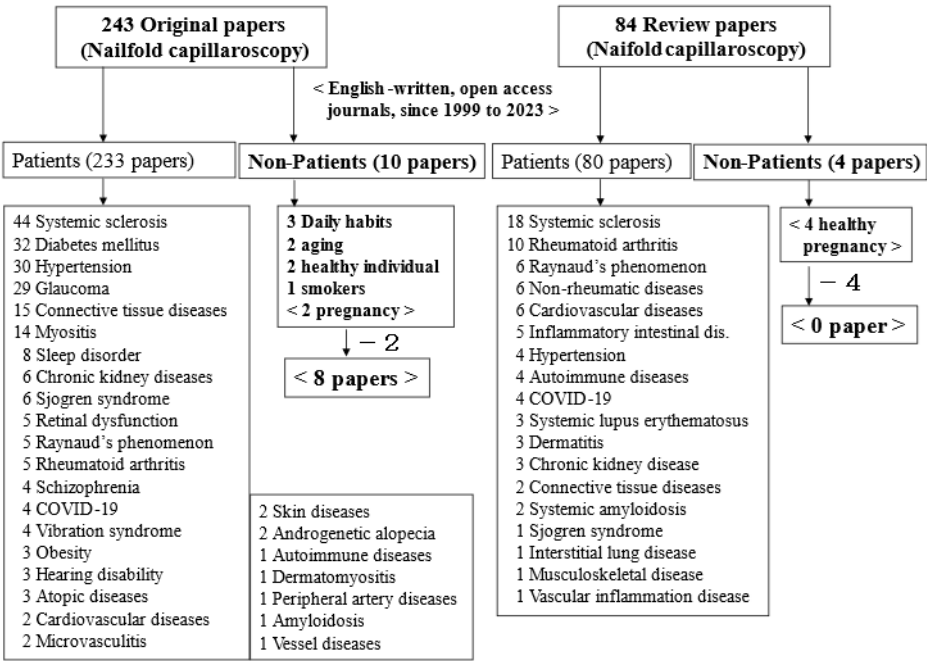 243 Original papers
(Nailfold capillaroscopy)
84 Review papers
(Naifold capillaroscopy)
< English-written, open access
journals, since 1999 to 2023 >
Patients (233 papers)
Non-Patients (10 papers)
Patients (80 papers)
Non-Patients (4 papers)
44 Systemic sclerosis
32 Diabetes mellitus
30 Hypertension
29 Glaucoma
15 Connective tissue diseases
14 Myositis
8 Sleep disorder
6 Chronic kidney diseases
6 Sjogren syndrome
5 Retinal dysfunction
5 Raynaud's phenomenon
5 Rheumatoid arthritis
4 Schizophrenia
4 COVID-19
4 Vibration syndrome
3 Obesity
3 Hearing disability
3 Atopic diseases
2 Cardiovascular diseases
2 Microvasculitis
3 Daily habits
2 aging
2 healthy individual
1 smokers
< 2 pregnancy >
− 2
< 8 papers >
2 Skin diseases
2 Androgenetic alopecia
1 Autoimmune diseases
1 Dermatomyositis
1 Peripheral artery diseases
1 Amyloidosis
1 Vessel diseases
18 Systemic sclerosis
10 Rheumatoid arthritis
6 Raynaud's phenomenon
6 Non-rheumatic diseases
6 Cardiovascular diseases
5 Inflammatory intestinal dis.
4 Hypertension
4 Autoimmune diseases
4 COVID-19
3 Systemic lupus erythematosus
3 Dermatitis
3 Chronic kidney disease
2 Connective tissue diseases
2 Systemic amyloidosis
1 Sjogren syndrome
1 Interstitial lung disease
1 Musculoskeletal disease
1 Vascular inflammation disease
< 4 healthy
pregnancy >
− 4
< 0 paper >